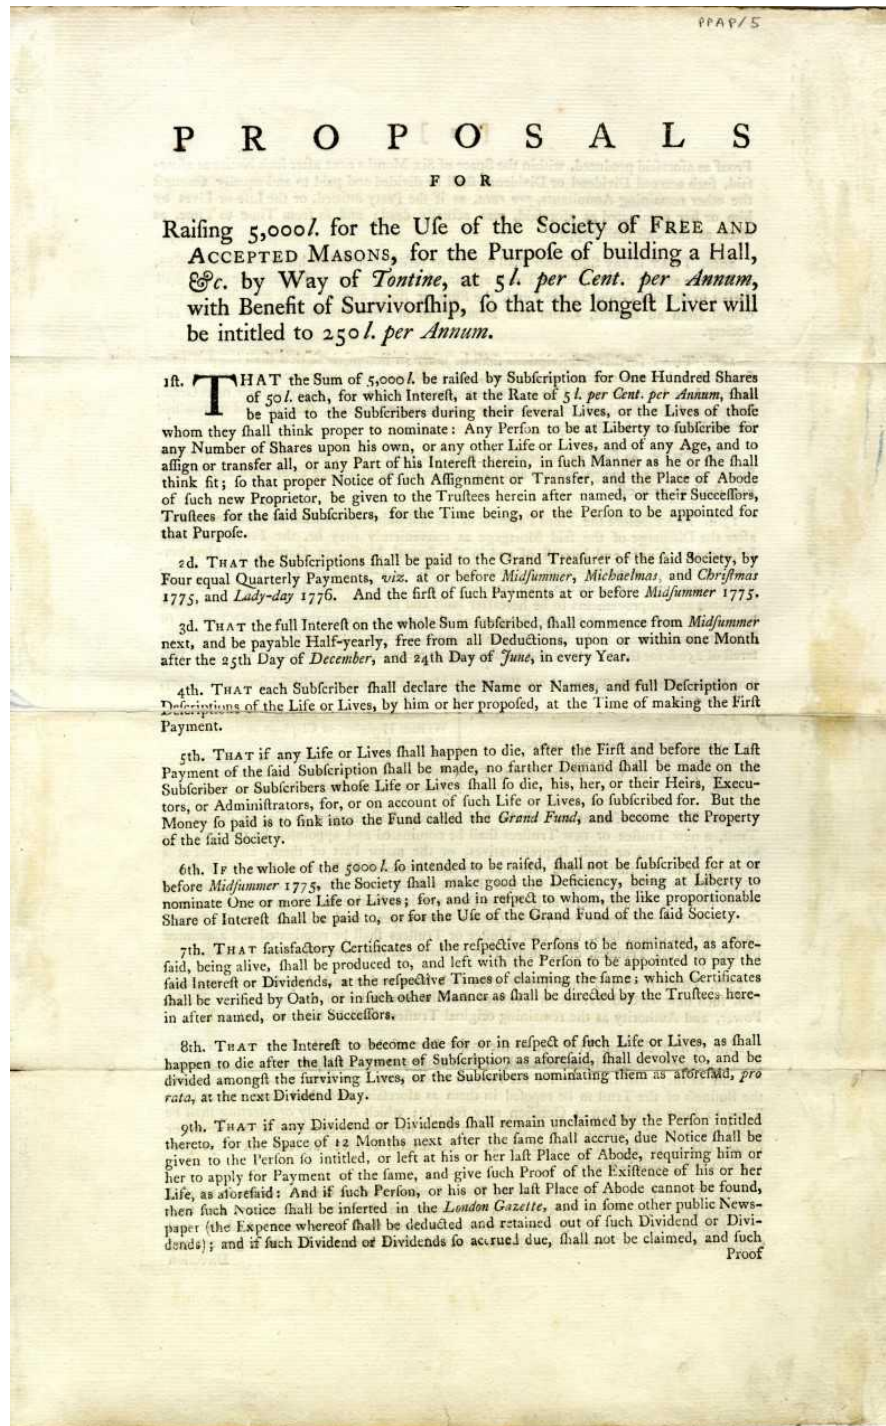 PPAP/5
PROPOSALS
FOR
Raiſing 5,000l. for the Uſe of the Society of FREE AND
ACCEPTED MASONS, for the Purpoſe of building a Hall,
&c. by Way of Tontine, at 5l. per Cent. per Annum,
with Benefit of Survivorſhip, ſo that the longeſt Liver will
be intitled to 250l. per Annum.
1ſt. THAT the Sum of 5,000l. be raiſed by Subſcription for One Hundred Shares
of 50l. each, for which Intereſt, at the Rate of 5l. per Cent. per Annum, ſhall
be paid to the Subſcribers during their ſeveral Lives, or the Lives of thoſe
whom they ſhall think proper to nominate: Any Perſon to be at Liberty to ſubſcribe for
any Number of Shares upon his own, or any other Life or Lives, and of any Age, and to
aſſign or transfer all, or any Part of his Intereſt therein, in ſuch Manner as he or ſhe ſhall
think fit; ſo that proper Notice of ſuch Aſſignment or Transfer, and the Place of Abode
of ſuch new Proprietor, be given to the Truſtees herein after named, or their Succeſſors,
Truſtees for the ſaid Subſcribers, for the Time being, or the Perſon to be appointed for
that Purpoſe.
2d. THAT the Subſcriptions ſhall be paid to the Grand Treaſurer of the ſaid Society, by
Four equal Quarterly Payments, viz. at or before Midſummer, Michaelmas, and Chriſtmas
1775, and Lady-day 1776. And the firſt of ſuch Payments at or before Midſummer 1775.
3d. THAT the full Intereſt on the whole Sum ſubſcribed, ſhall commence from Midſummer
next, and be payable Half-yearly, free from all Deductions, upon or within one Month
after the 25th Day of December, and 24th Day of June, in every Year.
4th. THAT each Subſcriber ſhall declare the Name or Names, and full Deſcription or
Deſcriptions of the Life or Lives, by him or her propoſed, at the Time of making the Firſt
Payment.
5th. THAT if any Life or Lives ſhall happen to die, after the Firſt and before the Laſt
Payment of the ſaid Subſcription ſhall be made, no farther Demand ſhall be made on the
Subſcriber or Subſcribers whoſe Life or Lives ſhall ſo die, his, her, or their Heirs, Execu-
tors, or Adminiſtrators, for, or on account of ſuch Life or Lives, ſo ſubſcribed for. But the
Money ſo paid is to ſink into the Fund called the Grand Fund, and become the Property
of the ſaid Society.
6th. IF the whole of the 5000l. ſo intended to be raiſed, ſhall not be ſubſcribed for at or
before Midſummer 1775, the Society ſhall make good the Deficiency, being at Liberty to
nominate One or more Life or Lives; for, and in reſpect to whom, the like proportionable
Share of Intereſt ſhall be paid to, or for the Uſe of the Grand Fund of the ſaid Society.
7th. THAT ſatisfactory Certificates of the reſpective Perſons to be nominated, as afore-
ſaid, being alive, ſhall be produced to, and left with the Perſon to be appointed to pay the
ſaid Intereſt or Dividends, at the reſpective Times of claiming the ſame; which Certificates
ſhall be verified by Oath, or in ſuch other Manner as ſhall be directed by the Truſtees here-
in after named, or their Succeſſors.
8th. THAT the Intereſt to become due for or in reſpect of ſuch Life or Lives, as ſhall
happen to die after the laſt Payment of Subſcription as aforeſaid, ſhall devolve to, and be
divided amongſt the ſurviving Lives, or the Subſcribers nominating them as aforeſaid, pro
rata, at the next Dividend Day.
9th. THAT if any Dividend or Dividends ſhall remain unclaimed by the Perſon intitled
thereto, for the Space of 12 Months next after the ſame ſhall accrue, due Notice ſhall be
given to the Perſon ſo intitled, or left at his or her laſt Place of Abode, requiring him or
her to apply for Payment of the ſame, and give ſuch Proof of the Exiſtence of his or her
Life, as aforeſaid: And if ſuch Perſon, or his or her laſt Place of Abode cannot be found,
then ſuch Notice ſhall be inſerted in the London Gazette, and in ſome other public News-
paper (the Expence whereof ſhall be deducted and retained out of ſuch Dividend or Divi-
dends); and if ſuch Dividend or Dividends ſo accrued due, ſhall not be claimed, and ſuch
Proof